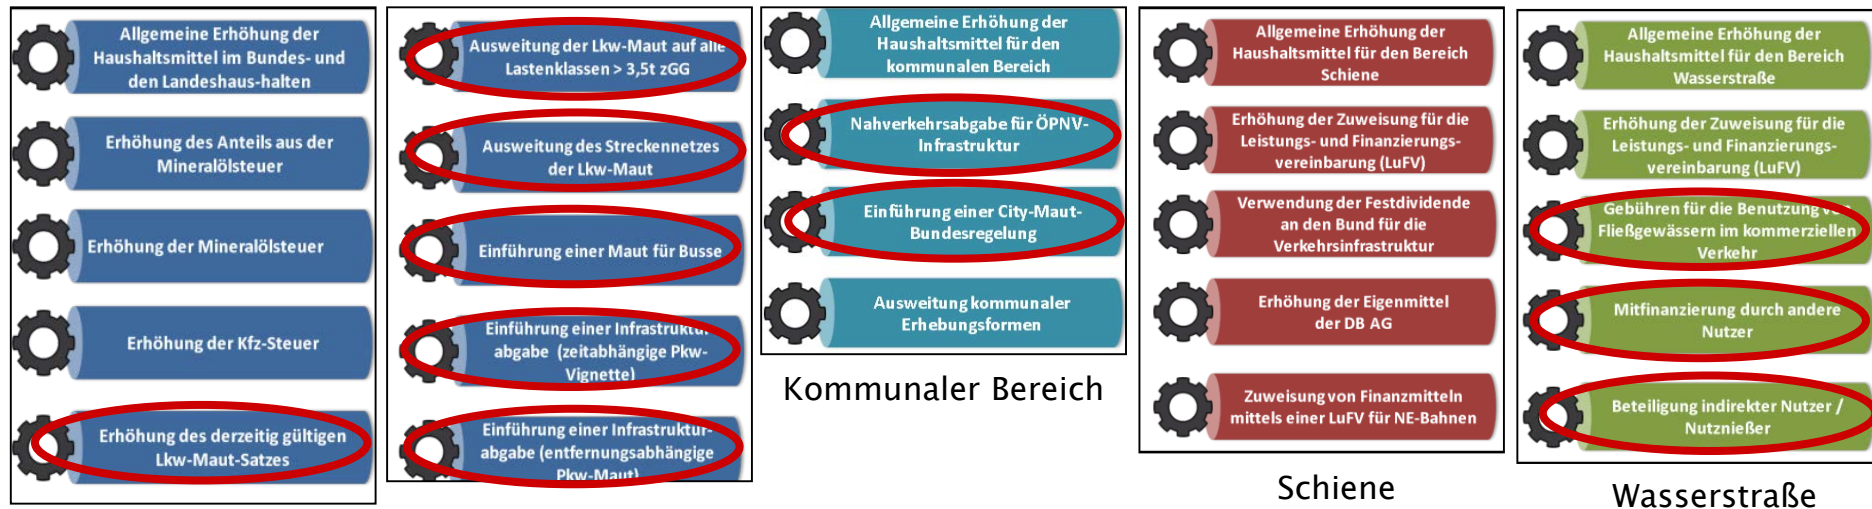 Allgemeine Erhöhung der
Haushaltsmittel im Bundes- und
den Landeshaus-halten
Erhöhung des Anteils aus der
Mineralölsteuer
Erhöhung der Mineralölsteuer
Erhöhung der Kfz-Steuer
Erhöhung des derzeitig gültigen
Lkw-Maut-Satzes
Ausweitung der Lkw-Maut auf alle
Lastenklassen > 3,5t zGG
Ausweitung des Streckennetzes
der Lkw-Maut
Einführung einer Maut für Busse
Einführung einer Infrastruktur-
abgabe (zeitabhängige Pkw-
Vignette)
Einführung einer Infrastruktur-
abgabe (entfernungsabhängige
Pkw-Maut)
Allgemeine Erhöhung der
Haushaltsmittel für den
kommunalen Bereich
Nahverkehrsabgabe für ÖPNV-
Infrastruktur
Einführung einer City-Maut-
Bundesregelung
Ausweitung kommunaler
Erhebungsformen
Kommunaler Bereich
Allgemeine Erhöhung der
Haushaltsmittel für den Bereich
Schiene
Erhöhung der Zuweisung für die
Leistungs- und Finanzierungs-
vereinbarung (LuFV)
Verwendung der Festdividende
an den Bund für die
Verkehrsinfrastruktur
Erhöhung der Eigenmittel
der DB AG
Zuweisung von Finanzmitteln
mittels einer LuFV für NE-Bahnen
Schiene
Allgemeine Erhöhung der
Haushaltsmittel für den Bereich
Wasserstraße
Erhöhung der Zuweisung für die
Leistungs- und Finanzierungs-
vereinbarung (LuFV)
Gebühren für die Benutzung von
Fließgewässern im kommerziellen
Verkehr
Mitfinanzierung durch andere
Nutzer
Beteiligung indirekter Nutzer /
Nutznießer
Wasserstraße